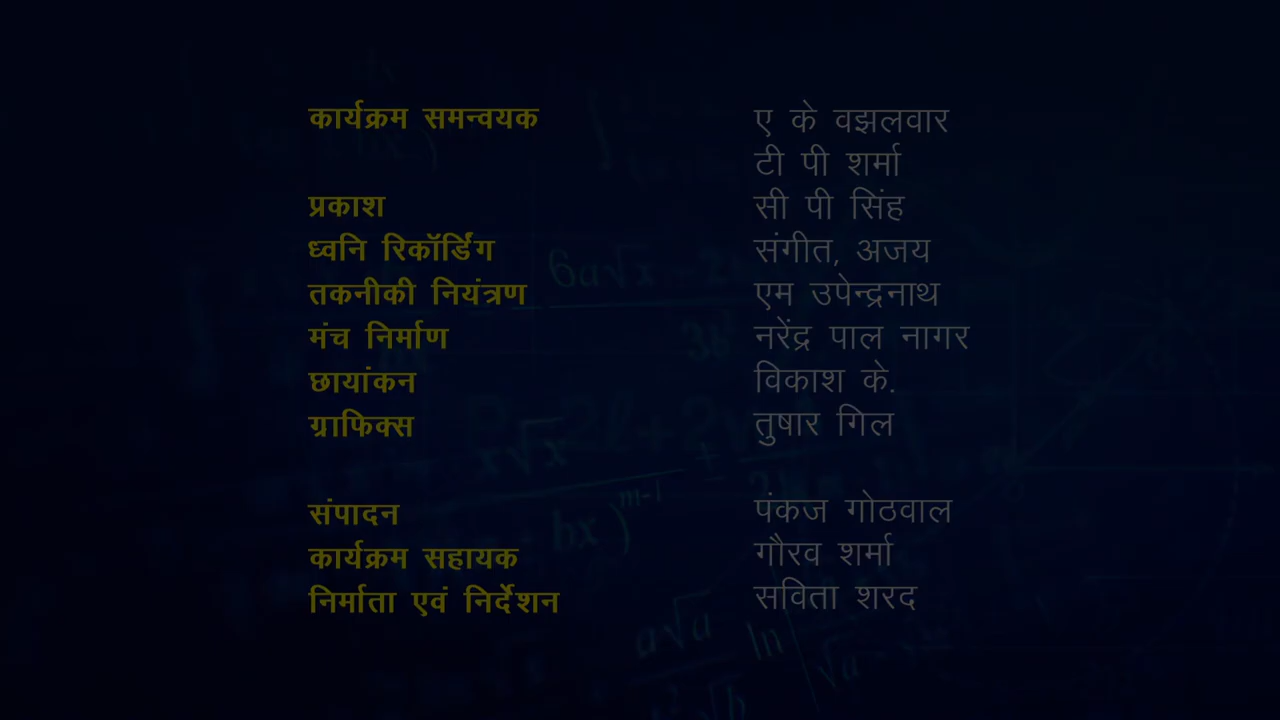 कार्यक्रम समन्वयक ए के वझलवार
टी पी शर्मा
प्रकाश सी पी सिंह
ध्वनि रिकॉर्डिंग संगीत, अजय
तकनीकी नियंत्रण एम उपेन्द्रनाथ
मंच निर्माण नरेंद्र पाल नागर
छायांकन विकाश के.
ग्राफिक्स तुषार गिल
संपादन पंकज गोठवाल
कार्यक्रम सहायक गौरव शर्मा
निर्माता एवं निर्देशन सविता शरद